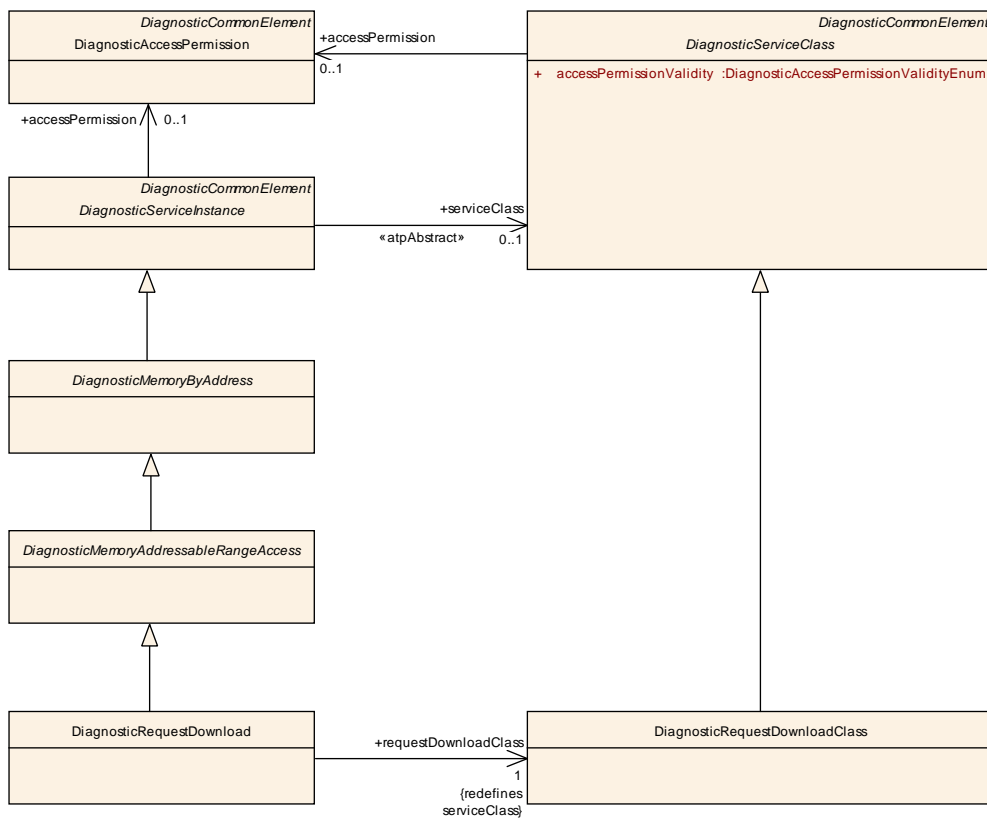 DiagnosticCommonElement
DiagnosticAccessPermission
DiagnosticCommonElement
DiagnosticServiceClass
+ accessPermissionValidity :DiagnosticAccessPermissionValidityEnum
+accessPermission
0..1
+accessPermission
0..1
DiagnosticCommonElement
DiagnosticServiceInstance
+serviceClass
«atpAbstract»
0..1
DiagnosticMemoryByAddress
DiagnosticMemoryAddressableRangeAccess
DiagnosticRequestDownload
+requestDownloadClass
1
{redefines
serviceClass}
DiagnosticRequestDownloadClass